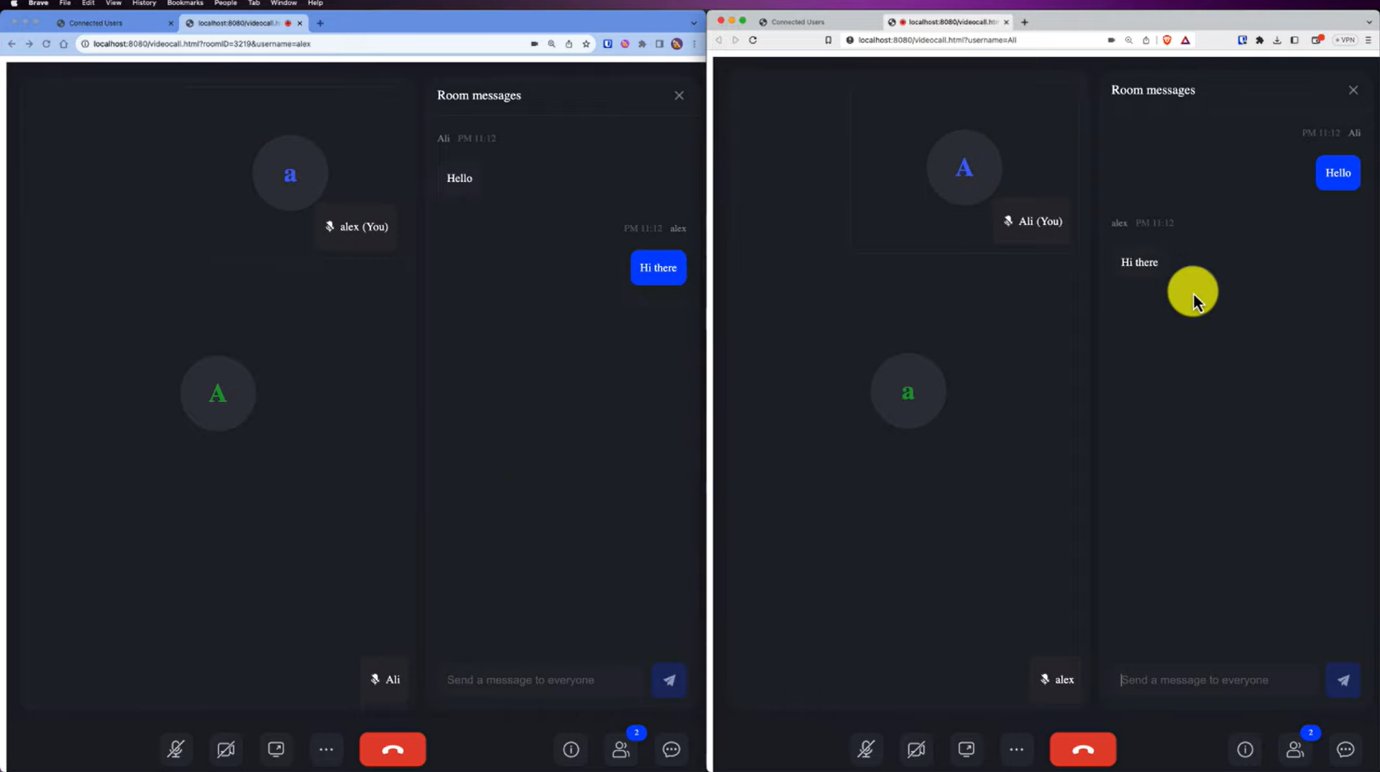 Brave File Edit View History Bookmarks People Tab Window Help
Connected Users
localhost:8080/videocall.h
localhost:8080/videocall.html?roomID=3219&username=alex
Room messages
Ali PM 11:12
Hello
PM 11:12 alex
Hi there
a
alex (You)
A
Ali
Send a message to everyone
2
Connected Users
localhost:8080/videocall.htm
localhost:8080/videocall.html?username=Ali
VPN
Room messages
PM 11:12 Ali
Hello
alex PM 11:12
Hi there
A
Ali (You)
a
alex
Send a message to everyone
2